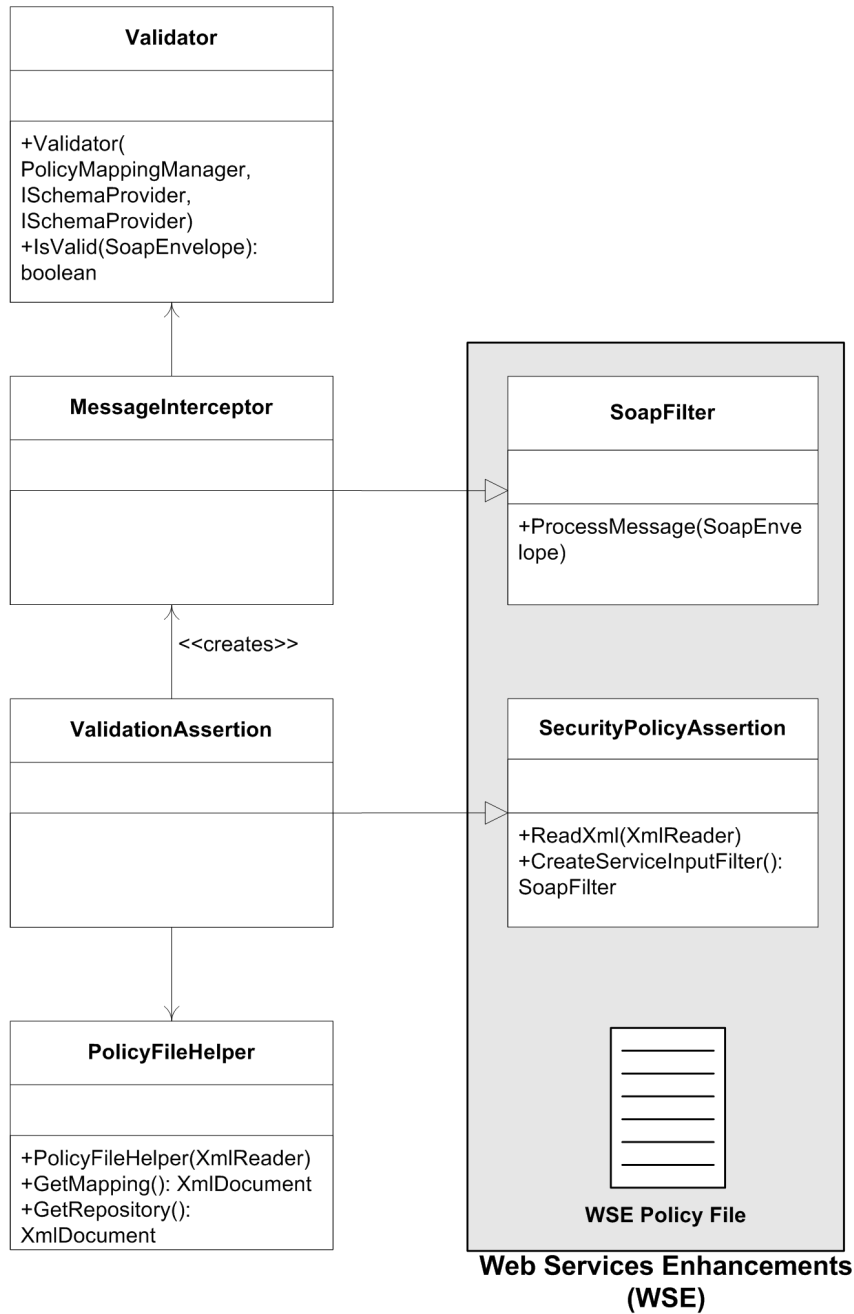 Validator
+Validator(
PolicyMappingManager,
ISchemaProvider,
ISchemaProvider)
+IsValid(SoapEnvelope):
boolean
MessageInterceptor
SoapFilter
+ProcessMessage(SoapEnve
lope)
<<creates>>
ValidationAssertion
SecurityPolicyAssertion
+ReadXml(XmlReader)
+CreateServiceInputFilter():
SoapFilter
PolicyFileHelper
+PolicyFileHelper(XmlReader)
+GetMapping(): XmlDocument
+GetRepository():
XmlDocument
WSE Policy File
Web Services Enhancements
(WSE)